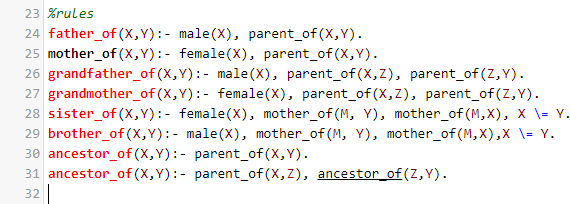 23 %rules
24 father_of(X,Y):- male(X), parent_of(X,Y).
25 mother_of(X,Y):- female(X), parent_of(X,Y).
26 grandfather_of(X,Y):- male(X), parent_of(X,Z), parent_of(Z,Y).
27 grandmother_of(X,Y):- female(X), parent_of(X,Z), parent_of(Z,Y).
28 sister_of(X,Y):- female(X), mother_of(M, Y), mother_of(M,X), X \= Y.
29 brother_of(X,Y):- male(X), mother_of(M, Y), mother_of(M,X),X \= Y.
30 ancestor_of(X,Y):- parent_of(X,Y).
31 ancestor_of(X,Y):- parent_of(X,Z), ancestor_of(Z,Y).
32